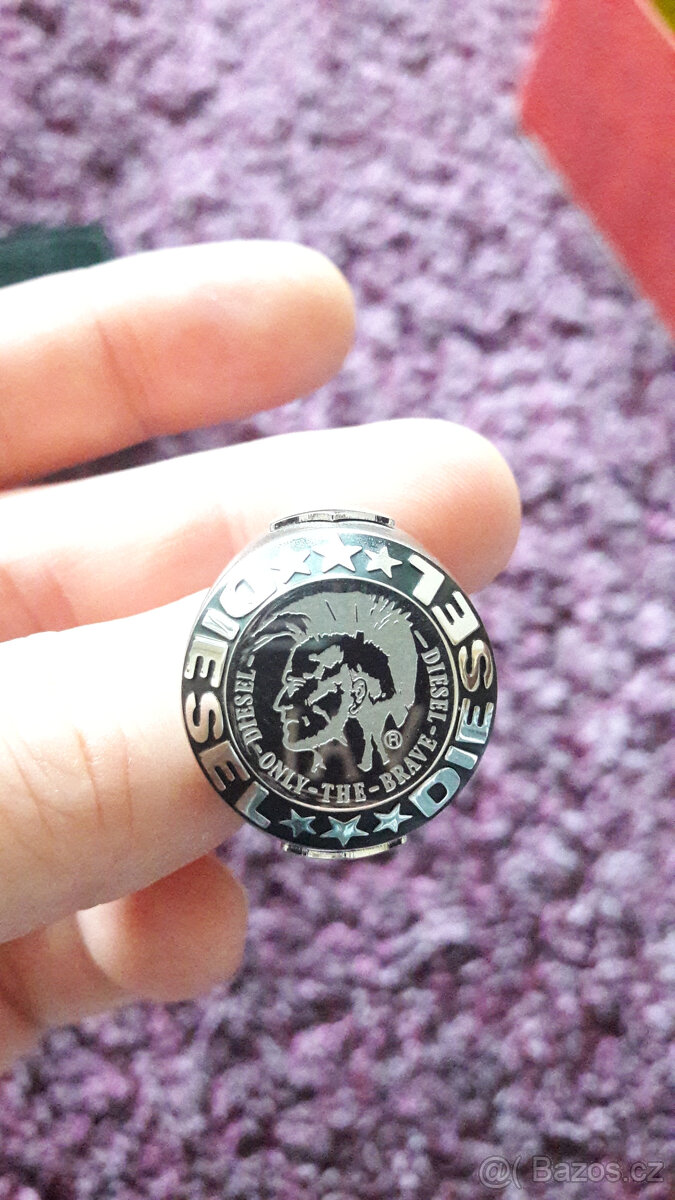 DIESEL
DIESEL
DIESEL-ONLY-THE-BRAVE-DIESEL
®
@( Bazos.cz